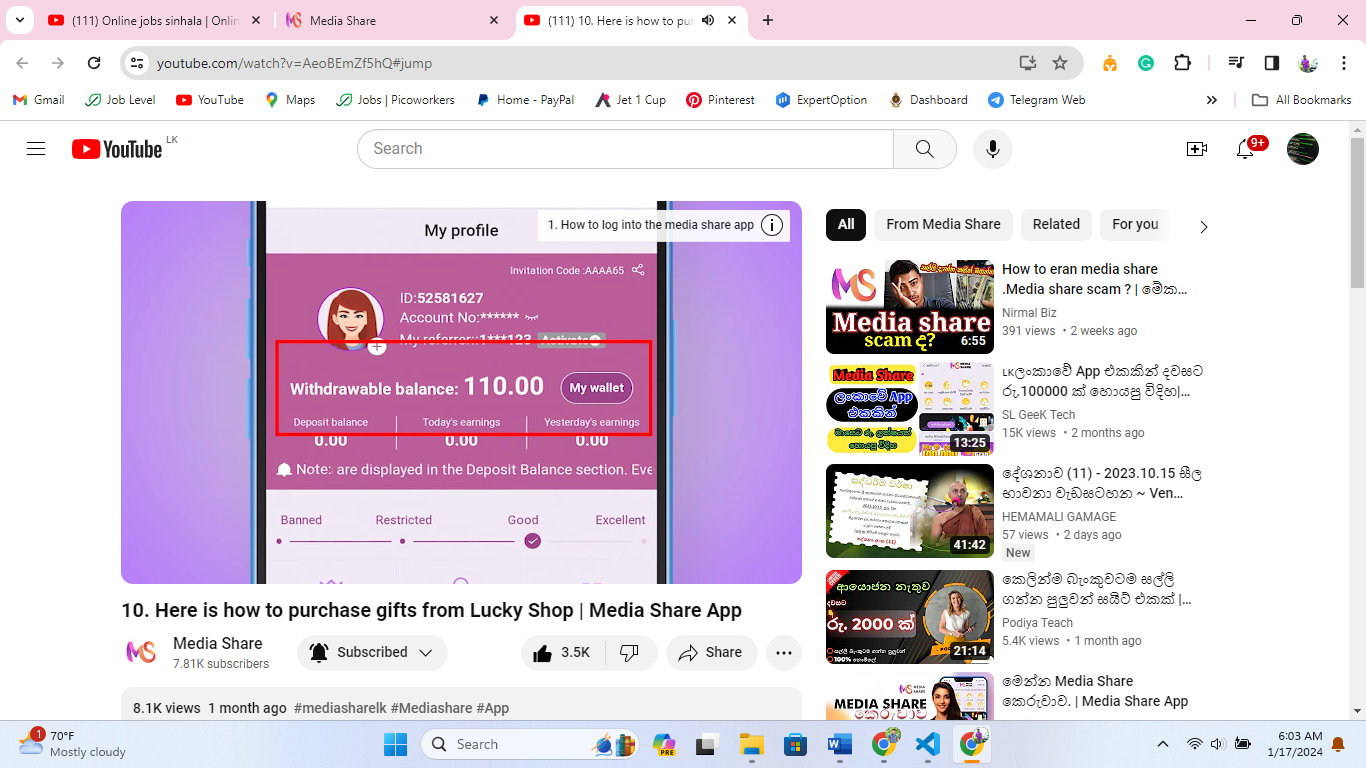 (111) Online jobs sinhala | Onlin
Media Share
(111) 10. Here is how to pur
youtube.com/watch?v=AeoBEmZf5hQ#jump
Gmail
Job Level
YouTube
Maps
Jobs | Picoworkers
Home - PayPal
Jet 1 Cup
Pinterest
ExpertOption
Dashboard
Telegram Web
All Bookmarks
YouTube LK
Search
9+
My profile
1. How to log into the media share app
Invitation Code :AAAA65
ID:52581627
Account No:******
My referrer::1***123 Activate
Withdrawable balance: 110.00
My wallet
Deposit balance
Today's earnings
Yesterday's earnings
0.00
0.00
0.00
Note: are displayed in the Deposit Balance section. Eve
Banned
Restricted
Good
Excellent
10. Here is how to purchase gifts from Lucky Shop | Media Share App
MS
Media Share
7.81K subscribers
Subscribed
3.5K
Share
8.1K views 1 month ago #mediasharelk #Mediashare #App
All
From Media Share
Related
For you
MS
Media share
scam ද?
6:55
How to eran media share
.Media share scam ? | මේක...
Nirmal Biz
391 views • 2 weeks ago
Media Share
ලංකාවේ App
එකකින්
13:25
ʟᴋලංකාවේ App එකකින් දවසට
රු.100000 ක් හොයපු විදිහ|...
SL GeeK Tech
15K views • 2 months ago
41:42
දේශනාව (11) - 2023.10.15 සීල
භාවනා වැඩසටහන ~ Ven...
HEMAMALI GAMAGE
57 views • 2 days ago
New
ආයෝජන නැතුව
දවසට
රු. 2000 ක්
21:14
කෙලින්ම බැංකුවටම සල්ලි
ගන්න පුලුවන් සයිට් එකක් |...
Podiya Teach
5.4K views • 1 month ago
MEDIA SHARE
කෙරුවාව
මෙන්න Media Share
කෙරුවාව. | Media Share App
1
70°F
Mostly cloudy
Search
PRE
6:03 AM
1/17/2024